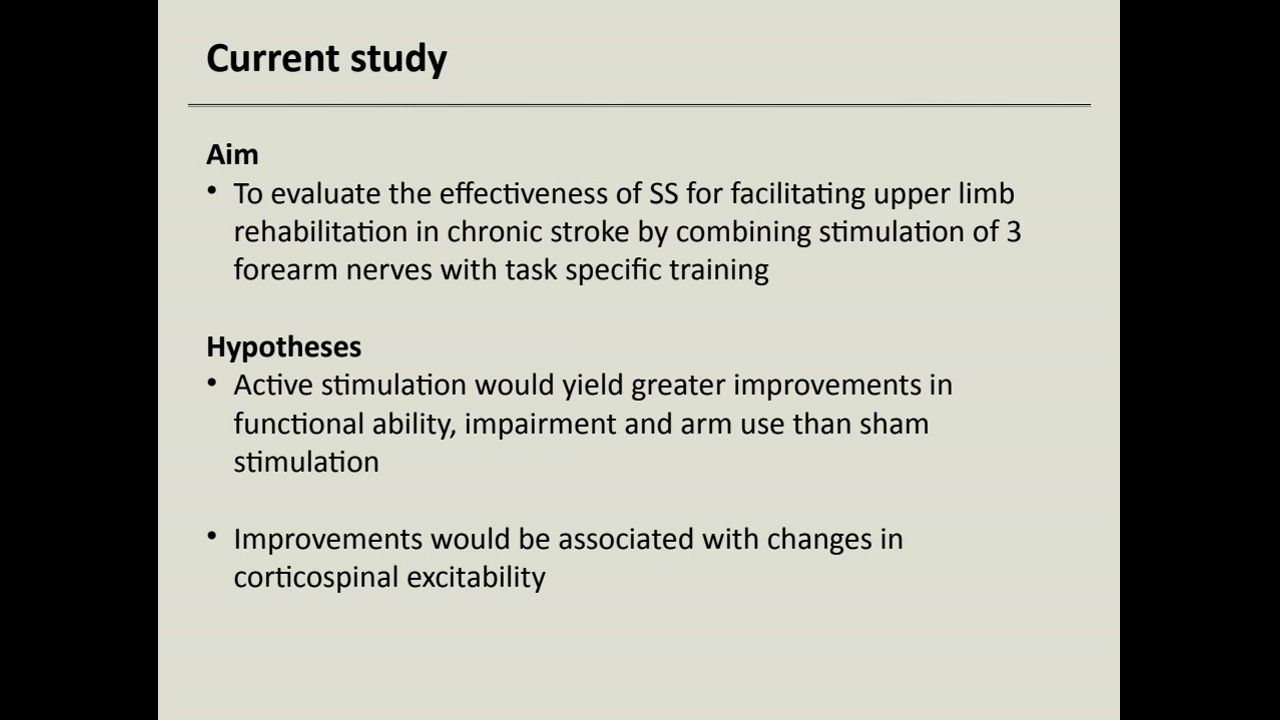 Current study
Aim
• To evaluate the effectiveness of SS for facilitating upper limb
rehabilitation in chronic stroke by combining stimulation of 3
forearm nerves with task specific training
Hypotheses
• Active stimulation would yield greater improvements in
functional ability, impairment and arm use than sham
stimulation
• Improvements would be associated with changes in
corticospinal excitability